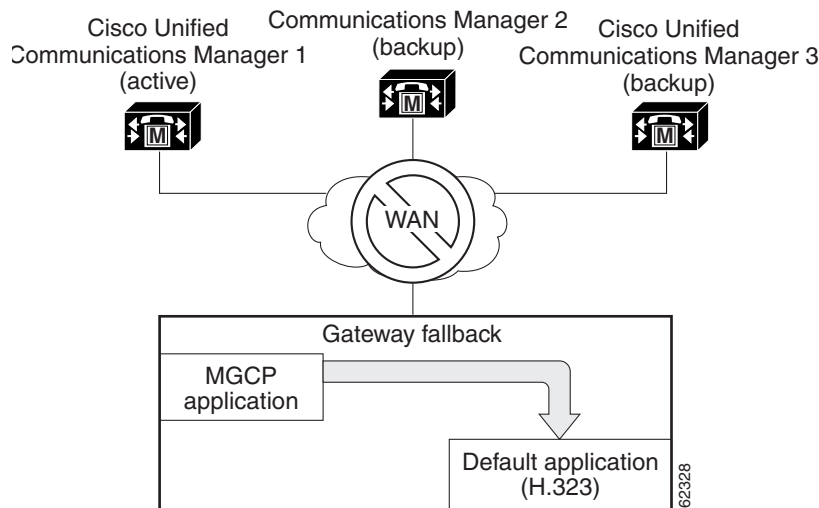 Cisco Unified
Communications Manager 1
(active)
Communications Manager 2
(backup)
Cisco Unified
Communications Manager 3
(backup)
M
M
M
WAN
Gateway fallback
MGCP
application
Default application
(H.323)
62328